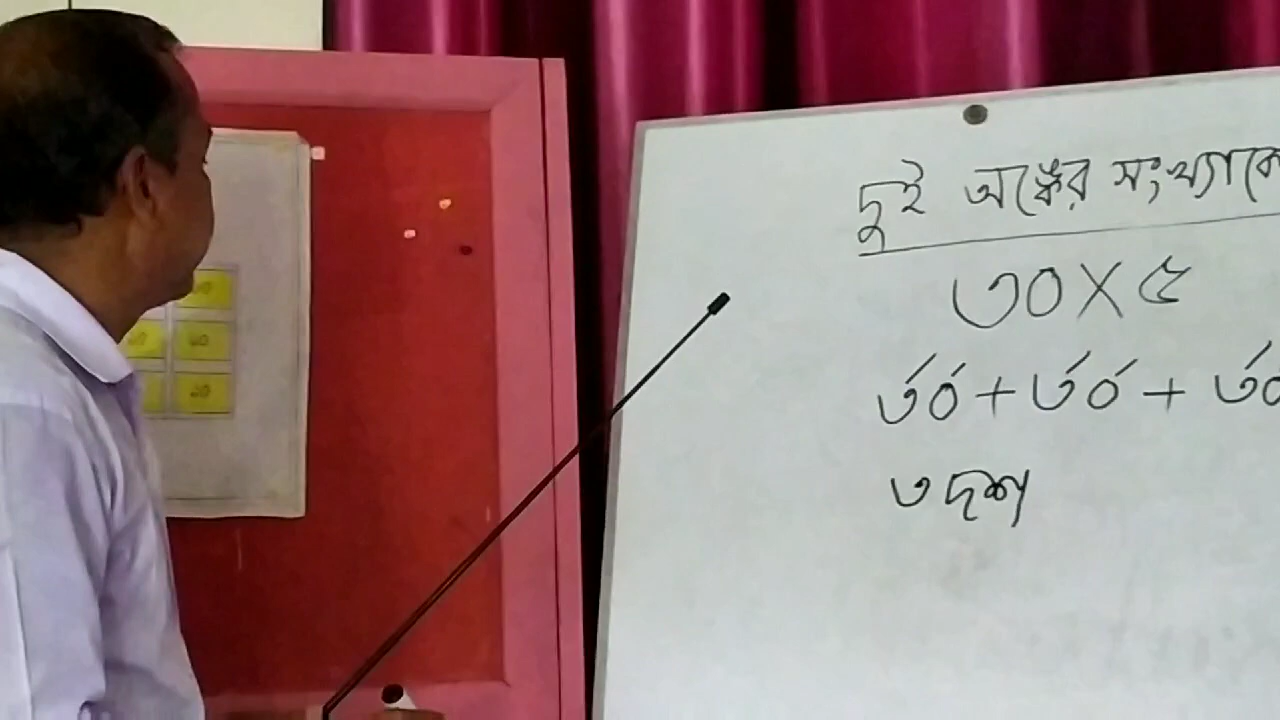 দুই অঙ্কের সংখ্যাকে
৩০ X ৫
৩০ + ৩০ + ৩০
৩ দশ